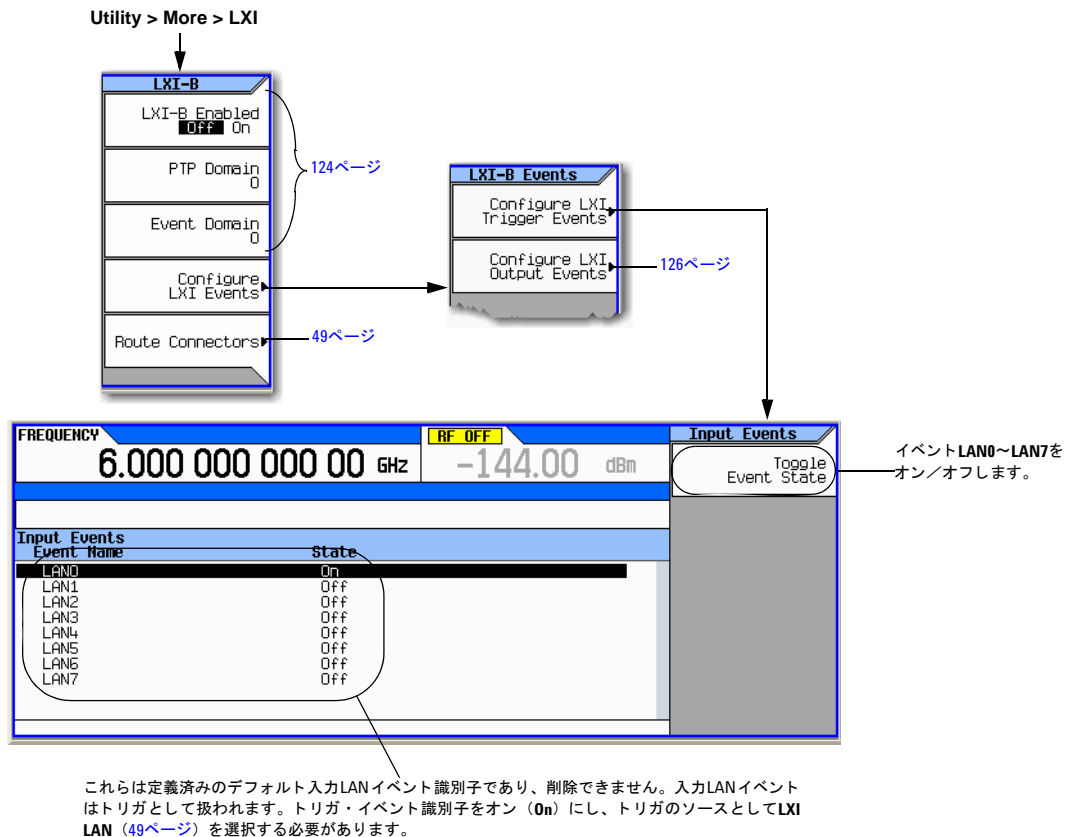 Utility > More > LXI
LXI-B
LXI-B Enabled
Off On
PTP Domain
0
Event Domain
0
Configure
LXI Events
Route Connectors
124ページ
49ページ
LXI-B Events
Configure LXI
Trigger Events
Configure LXI
Output Events
126ページ
FREQUENCY
6.000 000 000 00 GHz
RF OFF
-144.00 dBm
Input Events
Toggle
Event State
イベントLAN0～LAN7を
オン／オフします。
Input Events
Event Name State
LAN0 On
LAN1 Off
LAN2 Off
LAN3 Off
LAN4 Off
LAN5 Off
LAN6 Off
LAN7 Off
これらは定義済みのデフォルト入力LANイベント識別子であり、削除できません。入力LANイベント
はトリガとして扱われます。トリガ・イベント識別子をオン（On）にし、トリガのソースとしてLXI
LAN（49ページ）を選択する必要があります。